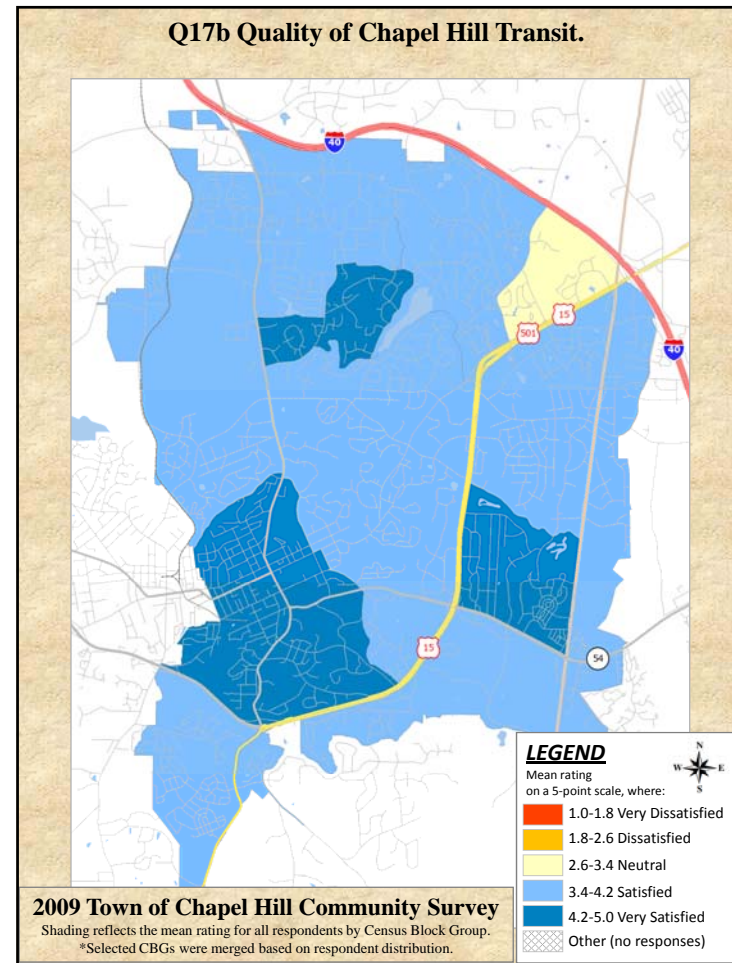 Q17b Quality of Chapel Hill Transit.
40
15
501
40
15
54
LEGEND
Mean rating
on a 5-point scale, where:
N
W E
S
1.0-1.8 Very Dissatisfied
1.8-2.6 Dissatisfied
2.6-3.4 Neutral
3.4-4.2 Satisfied
4.2-5.0 Very Satisfied
Other (no responses)
2009 Town of Chapel Hill Community Survey
Shading reflects the mean rating for all respondents by Census Block Group.
*Selected CBGs were merged based on respondent distribution.